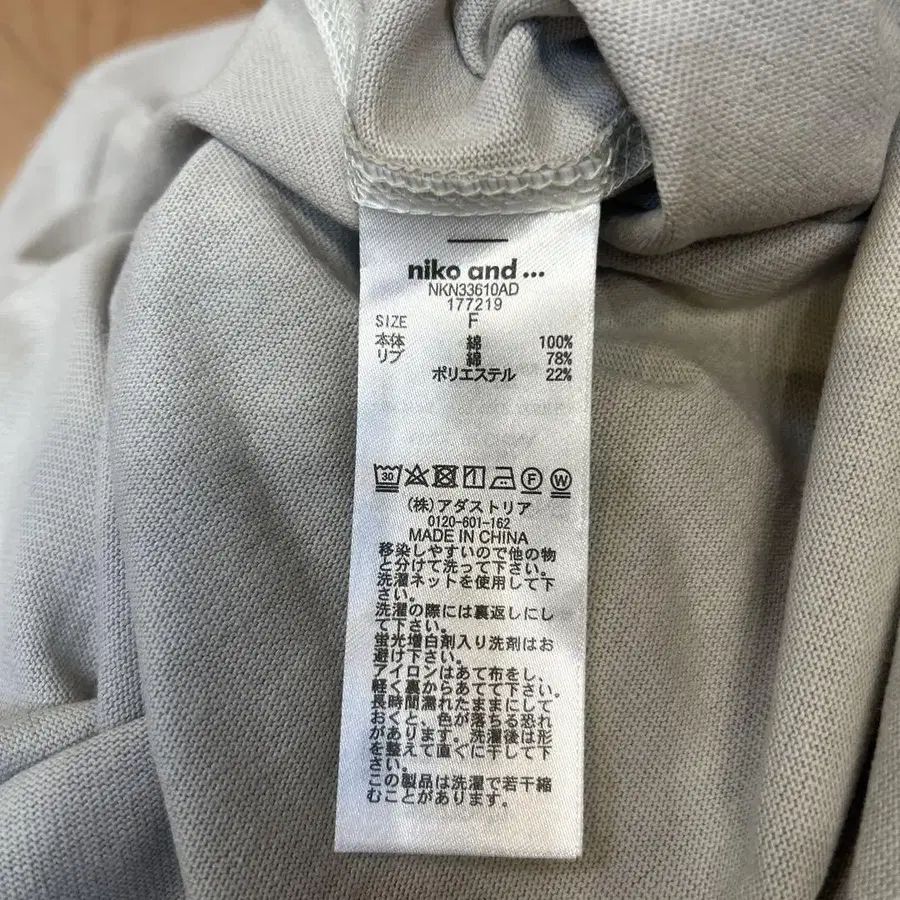 niko and ...
NKN33610AD
177219
SIZE F
本体 綿 100%
リブ 綿 78%
ポリエステル 22%
30 F W
(株)アダストリア
0120-601-162
MADE IN CHINA
移染しやすいので他の物
と分けて洗って下さい。
洗濯ネットを使用して下
さい。
洗濯の際には裏返しにし
て下さい。
蛍光増白剤入り洗剤はお
避け下さい。
アイロンはあて布をし、
軽く裏からあてて下さい。
長時間濡れたままにして
おくと、色が落ちる恐れ
があります。洗濯後は形
を整えて直ぐに干して下
さい。
この製品は洗濯で若干縮
むことがあります。